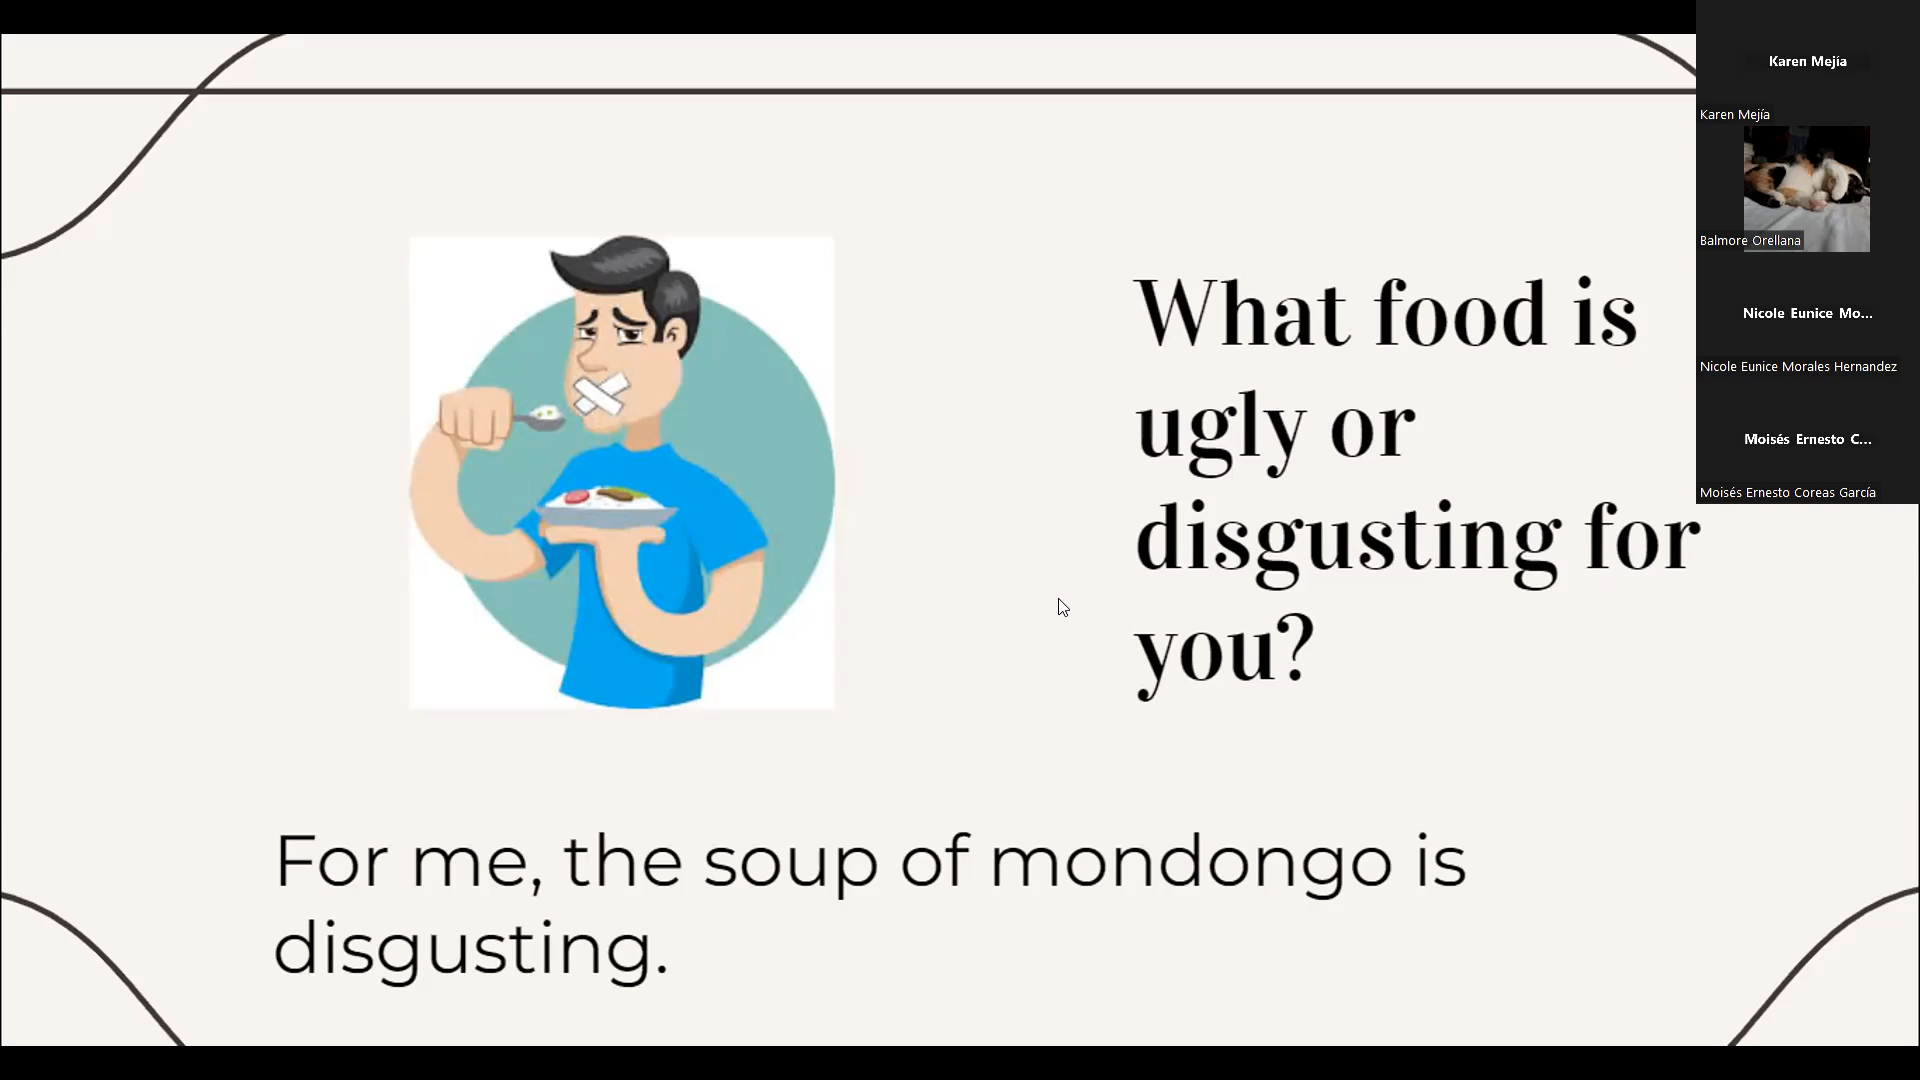 What food is
ugly or
disgusting for
you?
For me, the soup of mondongo is
disgusting.
Karen Mejía
Karen Mejía
Balmore Orellana
Nicole Eunice Mo...
Nicole Eunice Morales Hernandez
Moisés Ernesto C...
Moisés Ernesto Coreas García